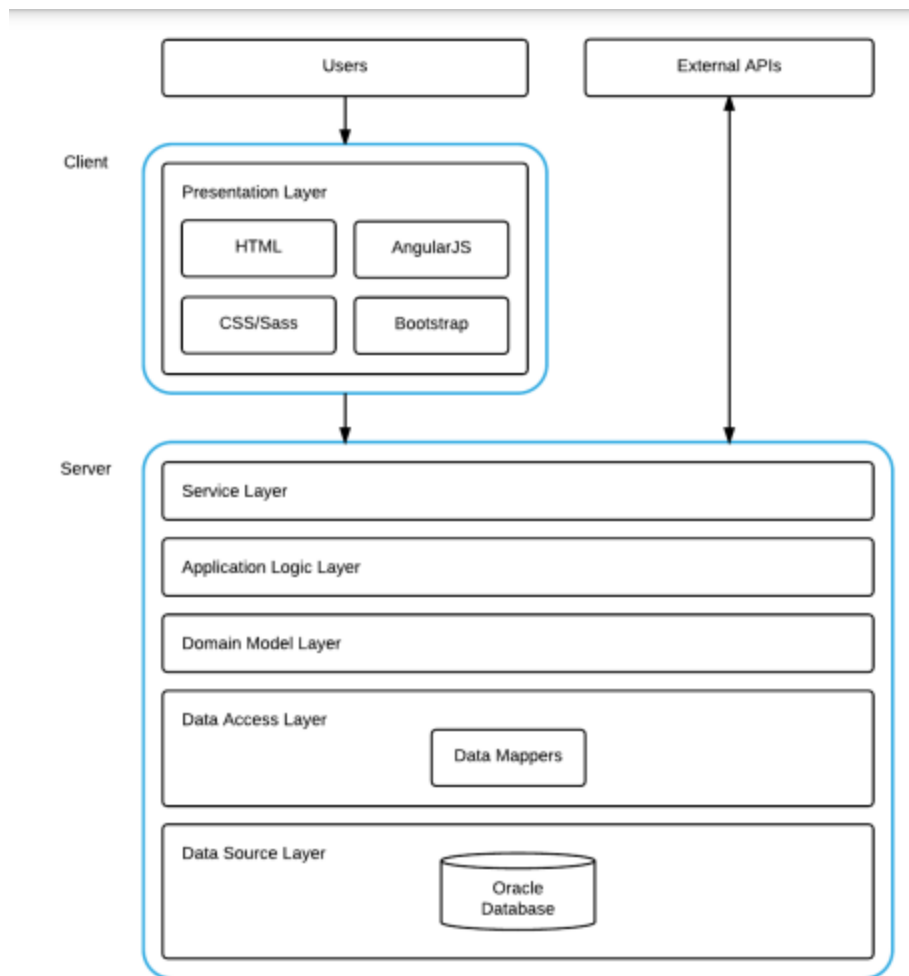 Users
External APIs
Client
Presentation Layer
HTML
AngularJS
CSS/Sass
Bootstrap
Server
Service Layer
Application Logic Layer
Domain Model Layer
Data Access Layer
Data Mappers
Data Source Layer
Oracle
Database